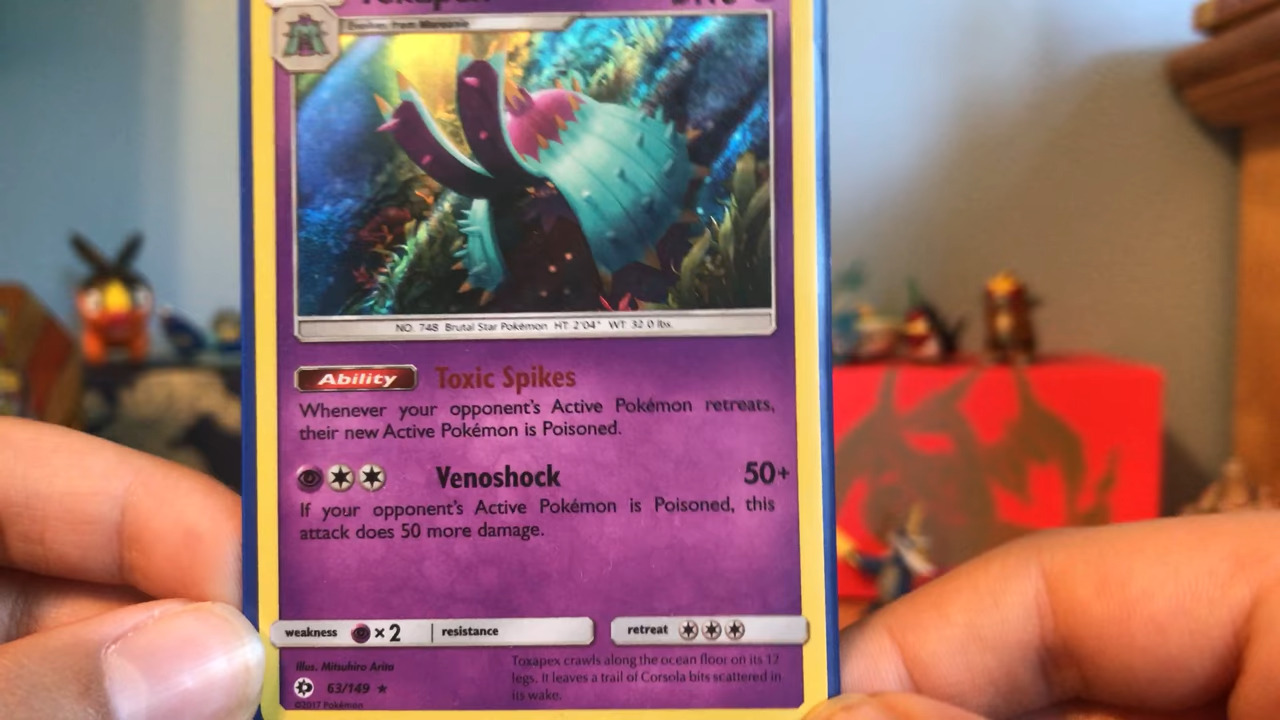 Evolves from Mareanie
NO. 748 Brutal Star Pokémon HT 2'04" WT 32.0 lbs.
Ability Toxic Spikes
Whenever your opponent's Active Pokémon retreats,
their new Active Pokémon is Poisoned.
Venoshock 50+
If your opponent's Active Pokémon is Poisoned, this
attack does 50 more damage.
weakness ×2 resistance retreat
Illus. Mitsuhiro Arita
63/149
©2017 Pokémon
Toxapex crawls along the ocean floor on its 12
legs. It leaves a trail of Corsola bits scattered in
its wake.